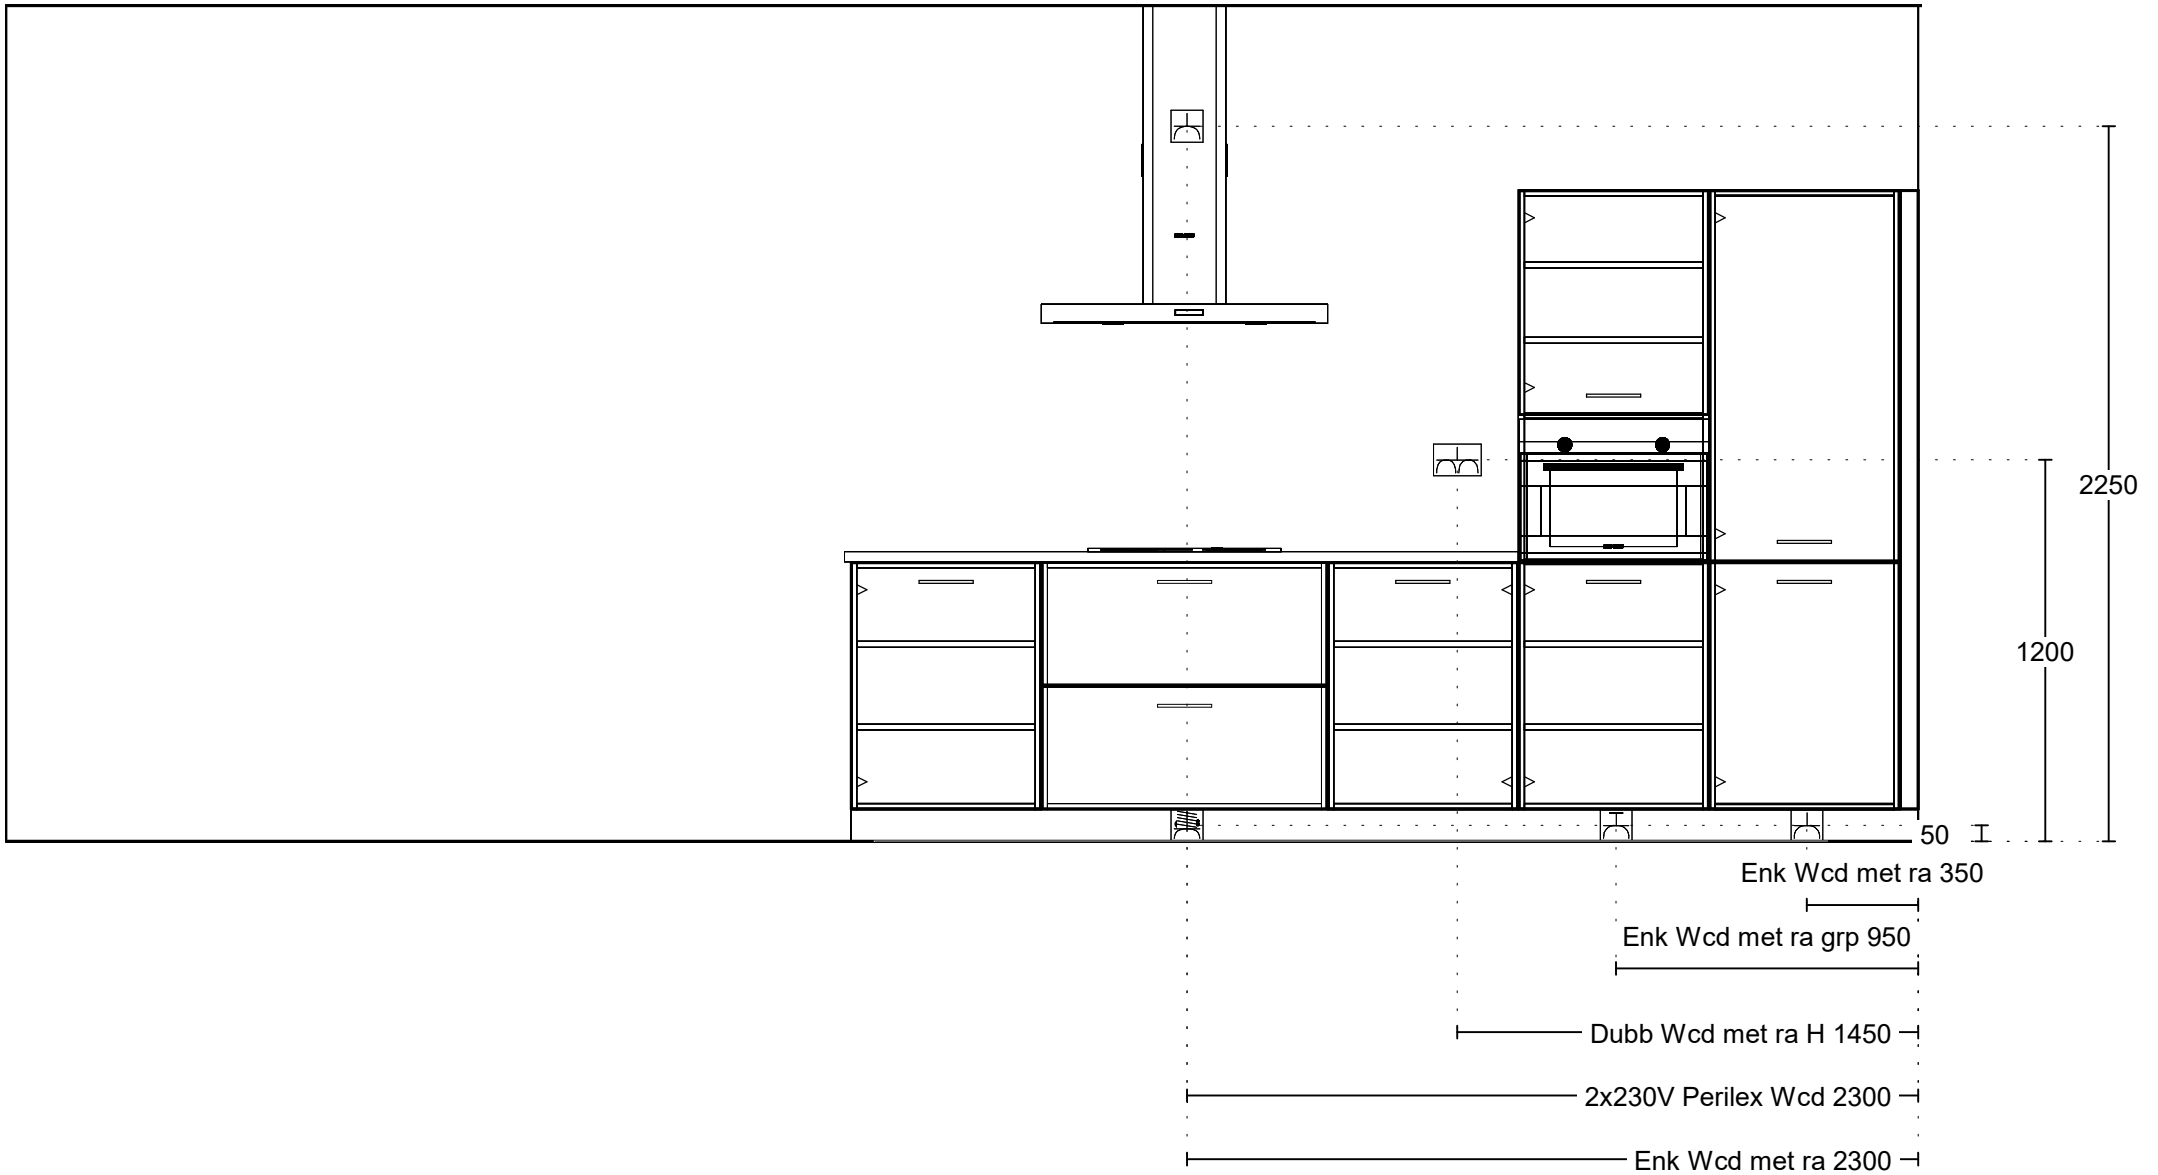 2250
1200
50
Enk Wcd met ra 350
Enk Wcd met ra grp 950
Dubb Wcd met ra H 1450
2x230V Perilex Wcd 2300
Enk Wcd met ra 2300